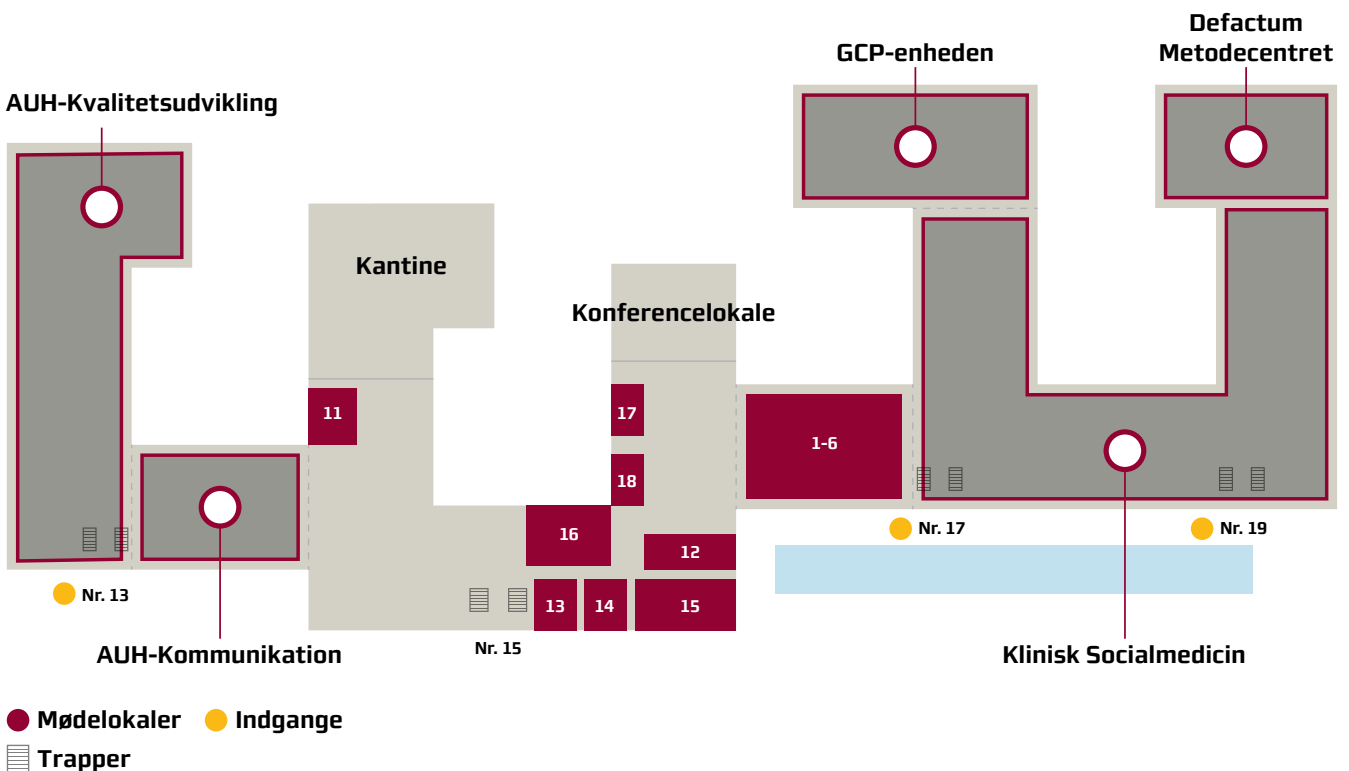 Defactum
Metodecentret
GCP-enheden
AUH-Kvalitetsudvikling
Kantine
Konferencelokale
11
17
1-6
18
16
12
Nr. 17
Nr. 19
Nr. 13
13
14
15
Nr. 15
AUH-Kommunikation
Klinisk Socialmedicin
Mødelokaler
Indgange
Trapper